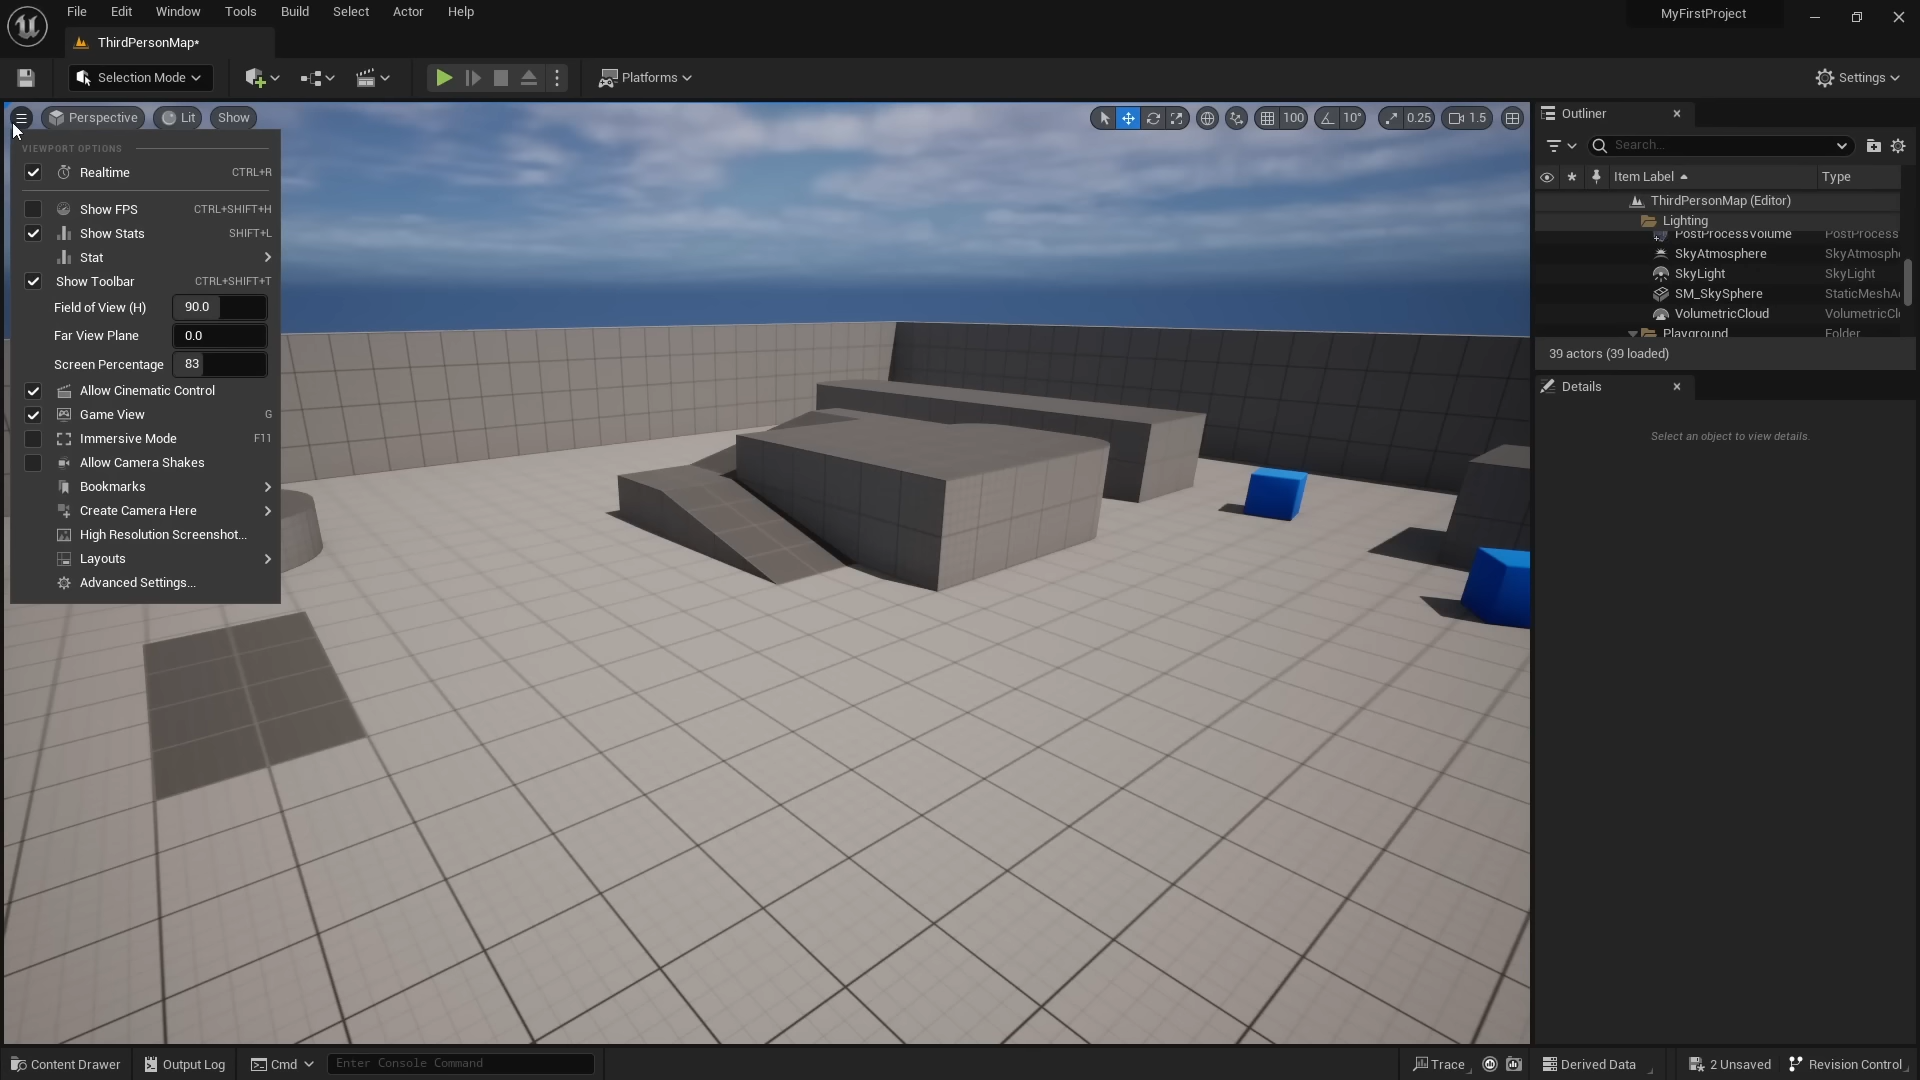 File Edit Window Tools Build Select Actor Help
MyFirstProject
ThirdPersonMap*
Selection Mode
Platforms
Settings
Perspective Lit Show
100 10° 0.25 1.5
VIEWPORT OPTIONS
Realtime CTRL+R
Show FPS CTRL+SHIFT+H
Show Stats SHIFT+L
Stat
Show Toolbar CTRL+SHIFT+T
Field of View (H) 90.0
Far View Plane 0.0
Screen Percentage 83
Allow Cinematic Control
Game View G
Immersive Mode F11
Allow Camera Shakes
Bookmarks
Create Camera Here
High Resolution Screenshot...
Layouts
Advanced Settings...
Outliner
Search...
Item Label Type
ThirdPersonMap (Editor)
Lighting
PostProcessVolume PostProcess
SkyAtmosphere SkyAtmosph
SkyLight SkyLight
SM_SkySphere StaticMeshA
VolumetricCloud VolumetricCl
Playground Folder
39 actors (39 loaded)
Details
Select an object to view details.
Content Drawer Output Log Cmd Enter Console Command
Trace Derived Data 2 Unsaved Revision Control